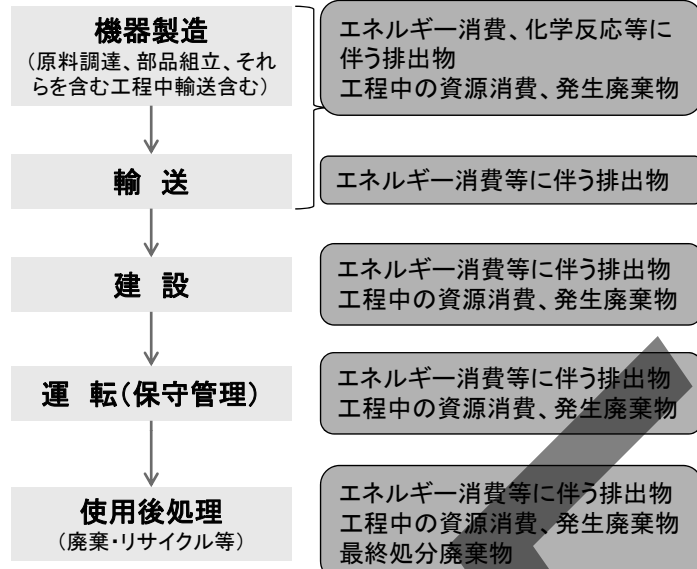 機器製造
(原料調達、部品組立、それ
らを含む工程中輸送含む)
エネルギー消費、化学反応等に
伴う排出物
工程中の資源消費、発生廃棄物
輸 送
エネルギー消費等に伴う排出物
建 設
エネルギー消費等に伴う排出物
工程中の資源消費、発生廃棄物
運 転(保守管理)
エネルギー消費等に伴う排出物
工程中の資源消費、発生廃棄物
使用後処理
(廃棄・リサイクル等)
エネルギー消費等に伴う排出物
工程中の資源消費、発生廃棄物
最終処分廃棄物